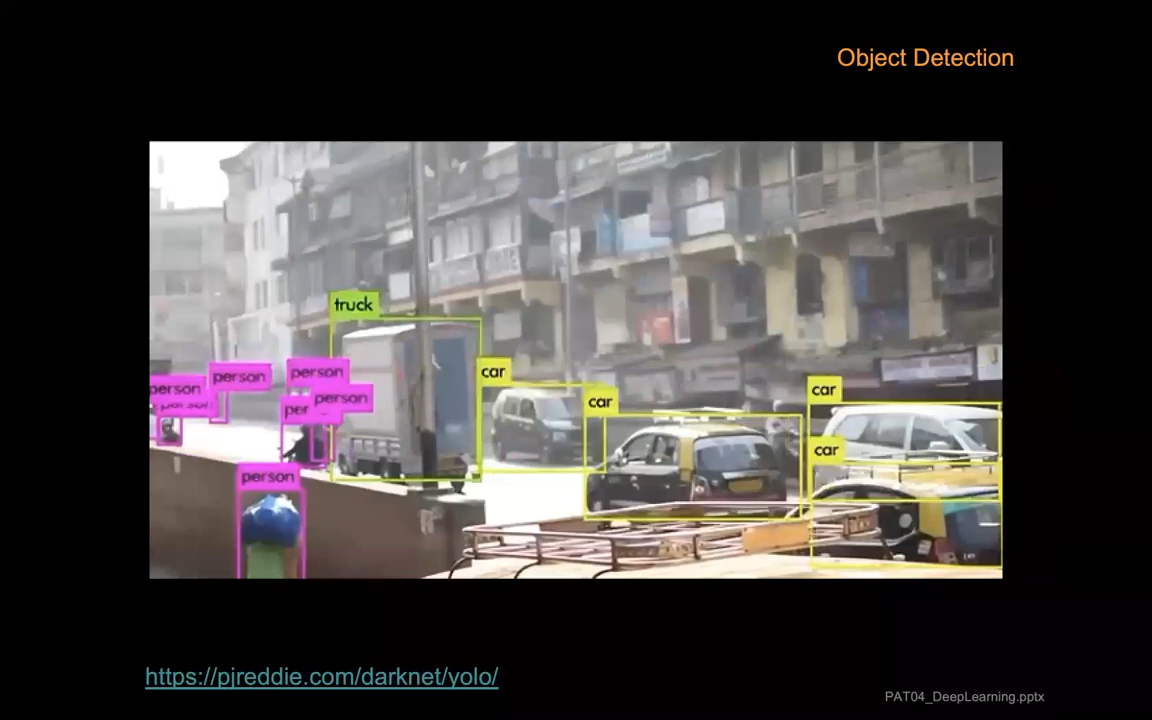 Object Detection
truck
person
person
car
person
person
person
per
car
car
car
person
https://pjreddie.com/darknet/yolo/
PAT04_DeepLearning.pptx